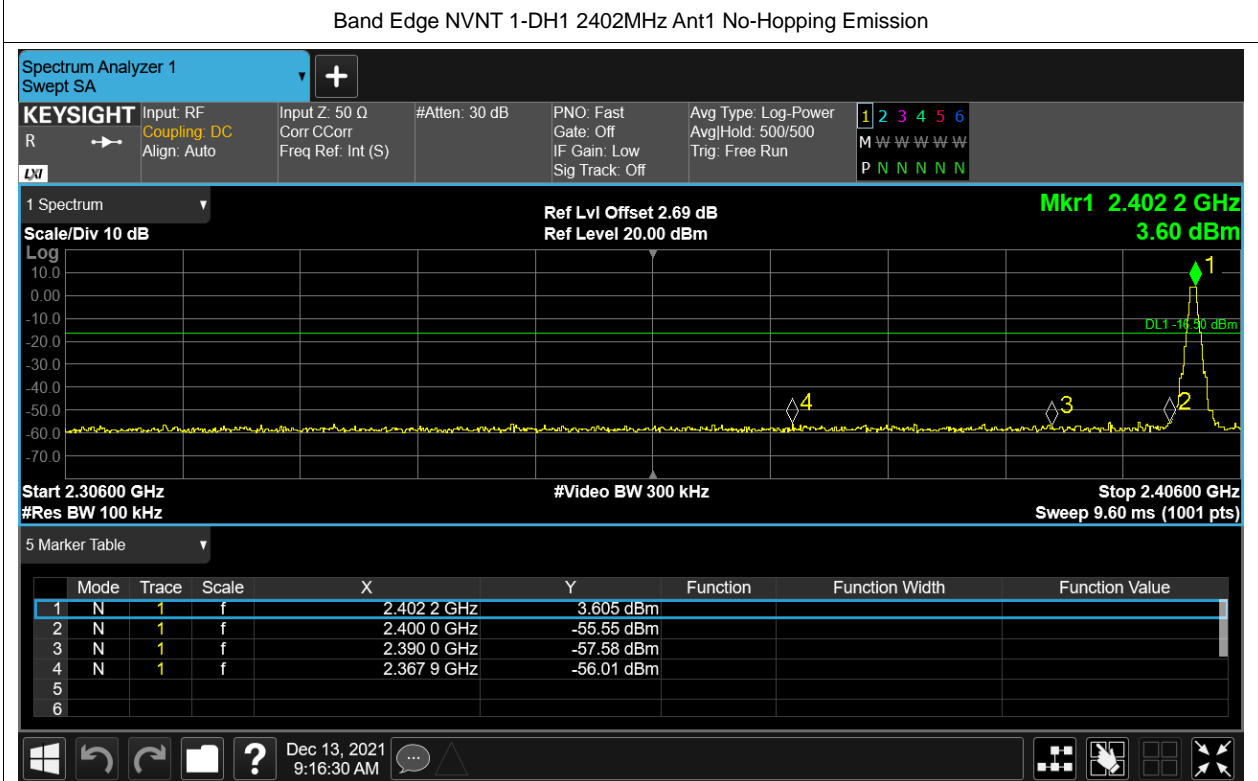 Band Edge NVNT 1-DH1 2402MHz Ant1 No-Hopping Emission
Spectrum Analyzer 1
Swept SA
KEYSIGHT
R
LXI
Input: RF
Coupling: DC
Align: Auto
Input Z: 50 Ω
Corr CCorr
Freq Ref: Int (S)
#Atten: 30 dB
PNO: Fast
Gate: Off
IF Gain: Low
Sig Track: Off
Avg Type: Log-Power
Avg|Hold: 500/500
Trig: Free Run
1 2 3 4 5 6
M W W W W W
P N N N N N
1 Spectrum
Scale/Div 10 dB
Ref Lvl Offset 2.69 dB
Ref Level 20.00 dBm
Mkr1 2.402 2 GHz
3.60 dBm
Log
10.0
0.00
-10.0
-20.0
-30.0
-40.0
-50.0
-60.0
-70.0
1
DL1 -16.50 dBm
4
3
2
Start 2.30600 GHz
#Res BW 100 kHz
#Video BW 300 kHz
Stop 2.40600 GHz
Sweep 9.60 ms (1001 pts)
5 Marker Table
Mode Trace Scale X Y Function Function Width Function Value
1 N 1 f 2.402 2 GHz 3.605 dBm
2 N 1 f 2.400 0 GHz -55.55 dBm
3 N 1 f 2.390 0 GHz -57.58 dBm
4 N 1 f 2.367 9 GHz -56.01 dBm
5
6
?
Dec 13, 2021
9:16:30 AM